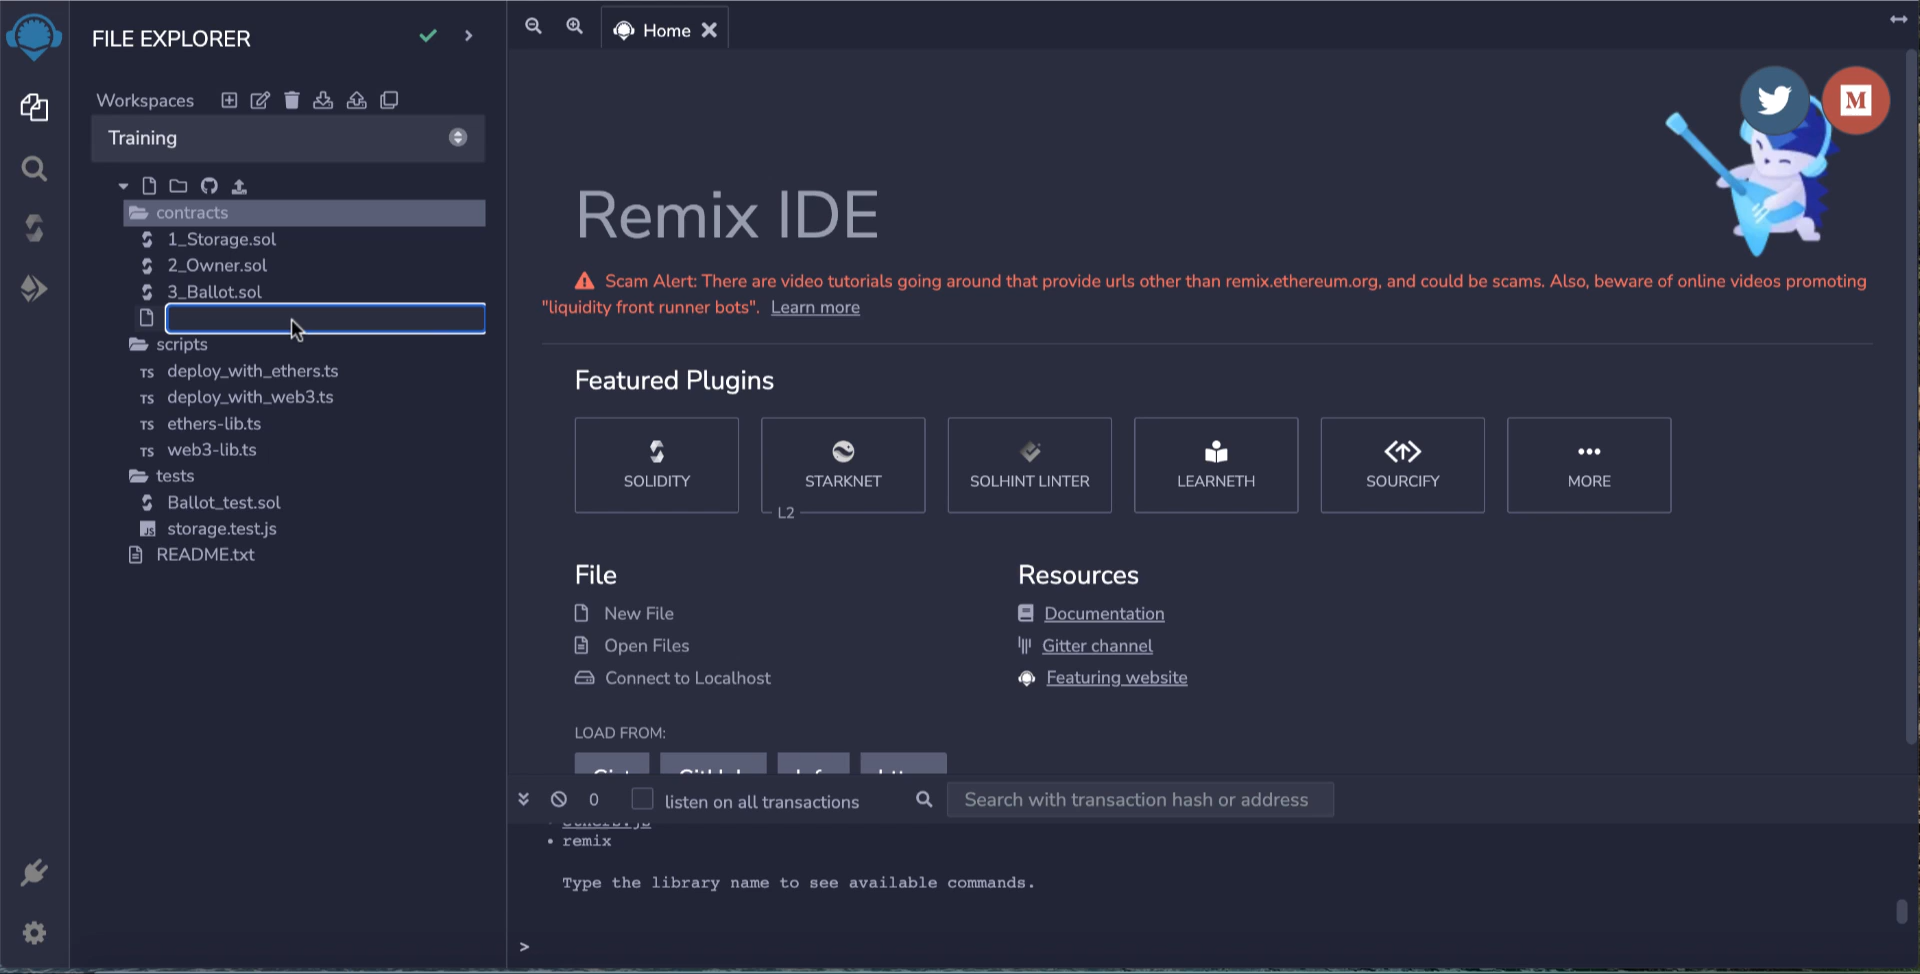 FILE EXPLORER
Home
Workspaces
Training
contracts
1_Storage.sol
2_Owner.sol
3_Ballot.sol
scripts
TS deploy_with_ethers.ts
TS deploy_with_web3.ts
TS ethers-lib.ts
TS web3-lib.ts
tests
Ballot_test.sol
JS storage.test.js
README.txt
M
Remix IDE
Scam Alert: There are video tutorials going around that provide urls other than remix.ethereum.org, and could be scams. Also, beware of online videos promoting
"liquidity front runner bots". Learn more
Featured Plugins
SOLIDITY
STARKNET
L2
SOLHINT LINTER
LEARNETH
SOURCIFY
MORE
File
New File
Open Files
Connect to Localhost
Resources
Documentation
Gitter channel
Featuring website
LOAD FROM:
0
listen on all transactions
Search with transaction hash or address
• remix
Type the library name to see available commands.
>